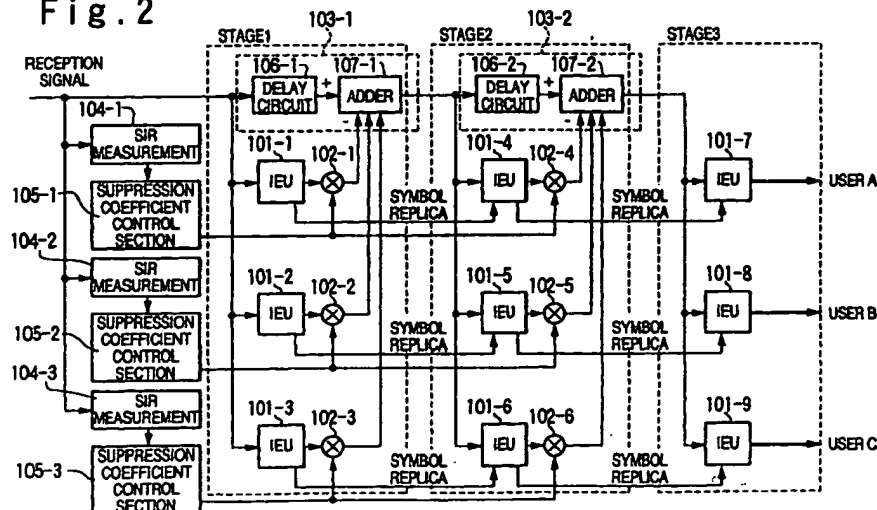 Fig.2
103-1
103-2
STAGE1
STAGE2
STAGE3
RECEPTION
SIGNAL
106-1
107-1
106-2
107-2
DELAY
CIRCUIT
+
ADDER
DELAY
CIRCUIT
+
ADDER
104-1
SIR
MEASUREMENT
101-1
102-1
101-4
102-4
101-7
IEU
IEU
IEU
USER A
105-1
SUPPRESSION
COEFFICIENT
CONTROL
SECTION
SYMBOL
REPLICA
SYMBOL
REPLICA
104-2
SIR
MEASUREMENT
101-2
102-2
101-5
102-5
101-8
IEU
IEU
IEU
USER B
105-2
SUPPRESSION
COEFFICIENT
CONTROL
SECTION
SYMBOL
REPLICA
SYMBOL
REPLICA
104-3
SIR
MEASUREMENT
101-3
102-3
101-6
102-6
101-9
IEU
IEU
IEU
USER C
105-3
SUPPRESSION
COEFFICIENT
CONTROL
SECTION
SYMBOL
REPLICA
SYMBOL
REPLICA